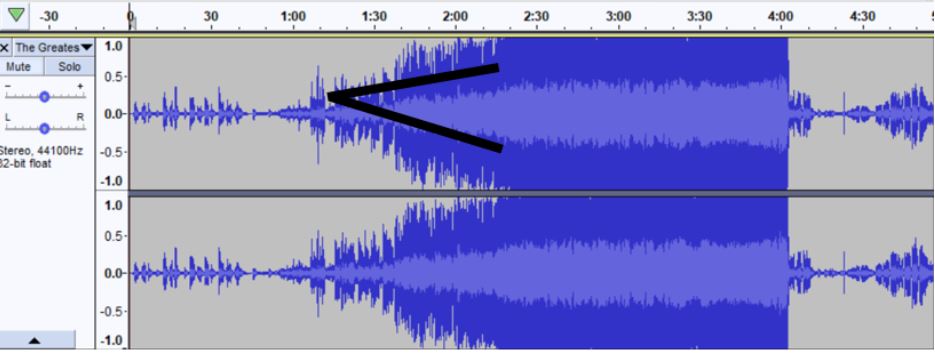 -30 0 30 1:00 1:30 2:00 2:30 3:00 3:30 4:00 4:30
The Greates
Mute Solo
- +
L R
Stereo, 44100Hz
32-bit float
1.0
0.5-
0.0-
-0.5-
-1.0
1.0
0.5-
0.0-
-0.5-
-1.0